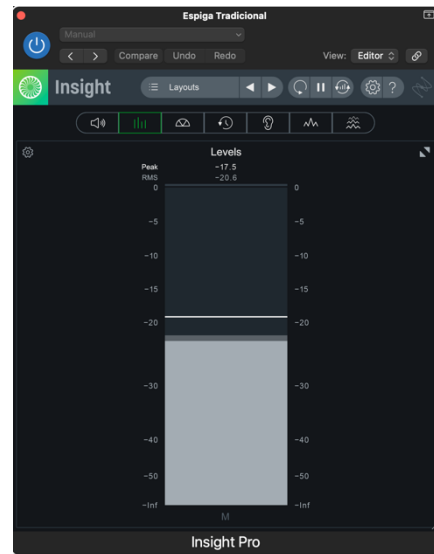 Espiga Tradicional
Manual
Compare Undo Redo View: Editor
Insight Layouts ?
Levels
Peak -17.5
RMS -20.6
0 0
-5 -5
-10 -10
-15 -15
-20 -20
-30 -30
-40 -40
-50 -50
-Inf -Inf
M
Insight Pro